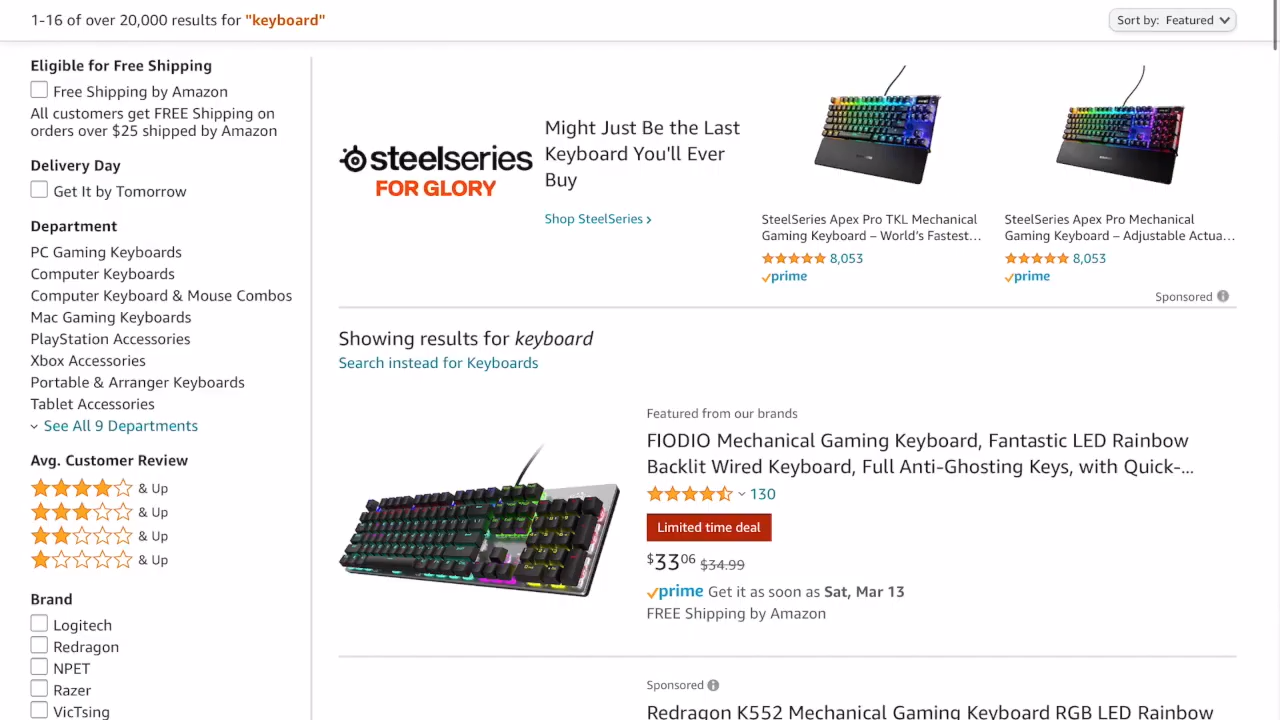 1-16 of over 20,000 results for "keyboard"
Sort by: Featured
Eligible for Free Shipping
Free Shipping by Amazon
All customers get FREE Shipping on
orders over $25 shipped by Amazon
Delivery Day
Get It by Tomorrow
Department
PC Gaming Keyboards
Computer Keyboards
Computer Keyboard & Mouse Combos
Mac Gaming Keyboards
PlayStation Accessories
Xbox Accessories
Portable & Arranger Keyboards
Tablet Accessories
See All 9 Departments
Avg. Customer Review
& Up
& Up
& Up
& Up
Brand
Logitech
Redragon
NPET
Razer
VicTsing
steelseries
FOR GLORY
Might Just Be the Last
Keyboard You'll Ever
Buy
Shop SteelSeries ›
SteelSeries Apex Pro TKL Mechanical
Gaming Keyboard – World's Fastest...
8,053
prime
SteelSeries Apex Pro Mechanical
Gaming Keyboard – Adjustable Actua...
8,053
prime
Sponsored
Showing results for keyboard
Search instead for Keyboards
Featured from our brands
FIODIO Mechanical Gaming Keyboard, Fantastic LED Rainbow
Backlit Wired Keyboard, Full Anti-Ghosting Keys, with Quick-...
130
Limited time deal
$33.06 $34.99
prime Get it as soon as Sat, Mar 13
FREE Shipping by Amazon
Sponsored
Redragon K552 Mechanical Gaming Keyboard RGB LED Rainbow